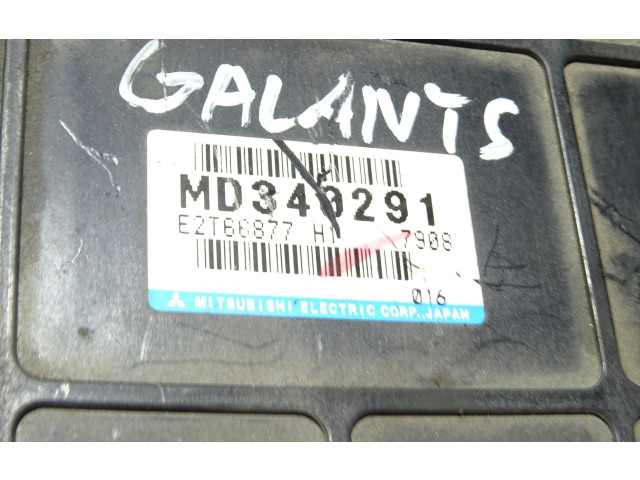 GALANTS
MD340291
E2T66877 H1 7908
016
MITSUBISHI ELECTRIC CORP., JAPAN